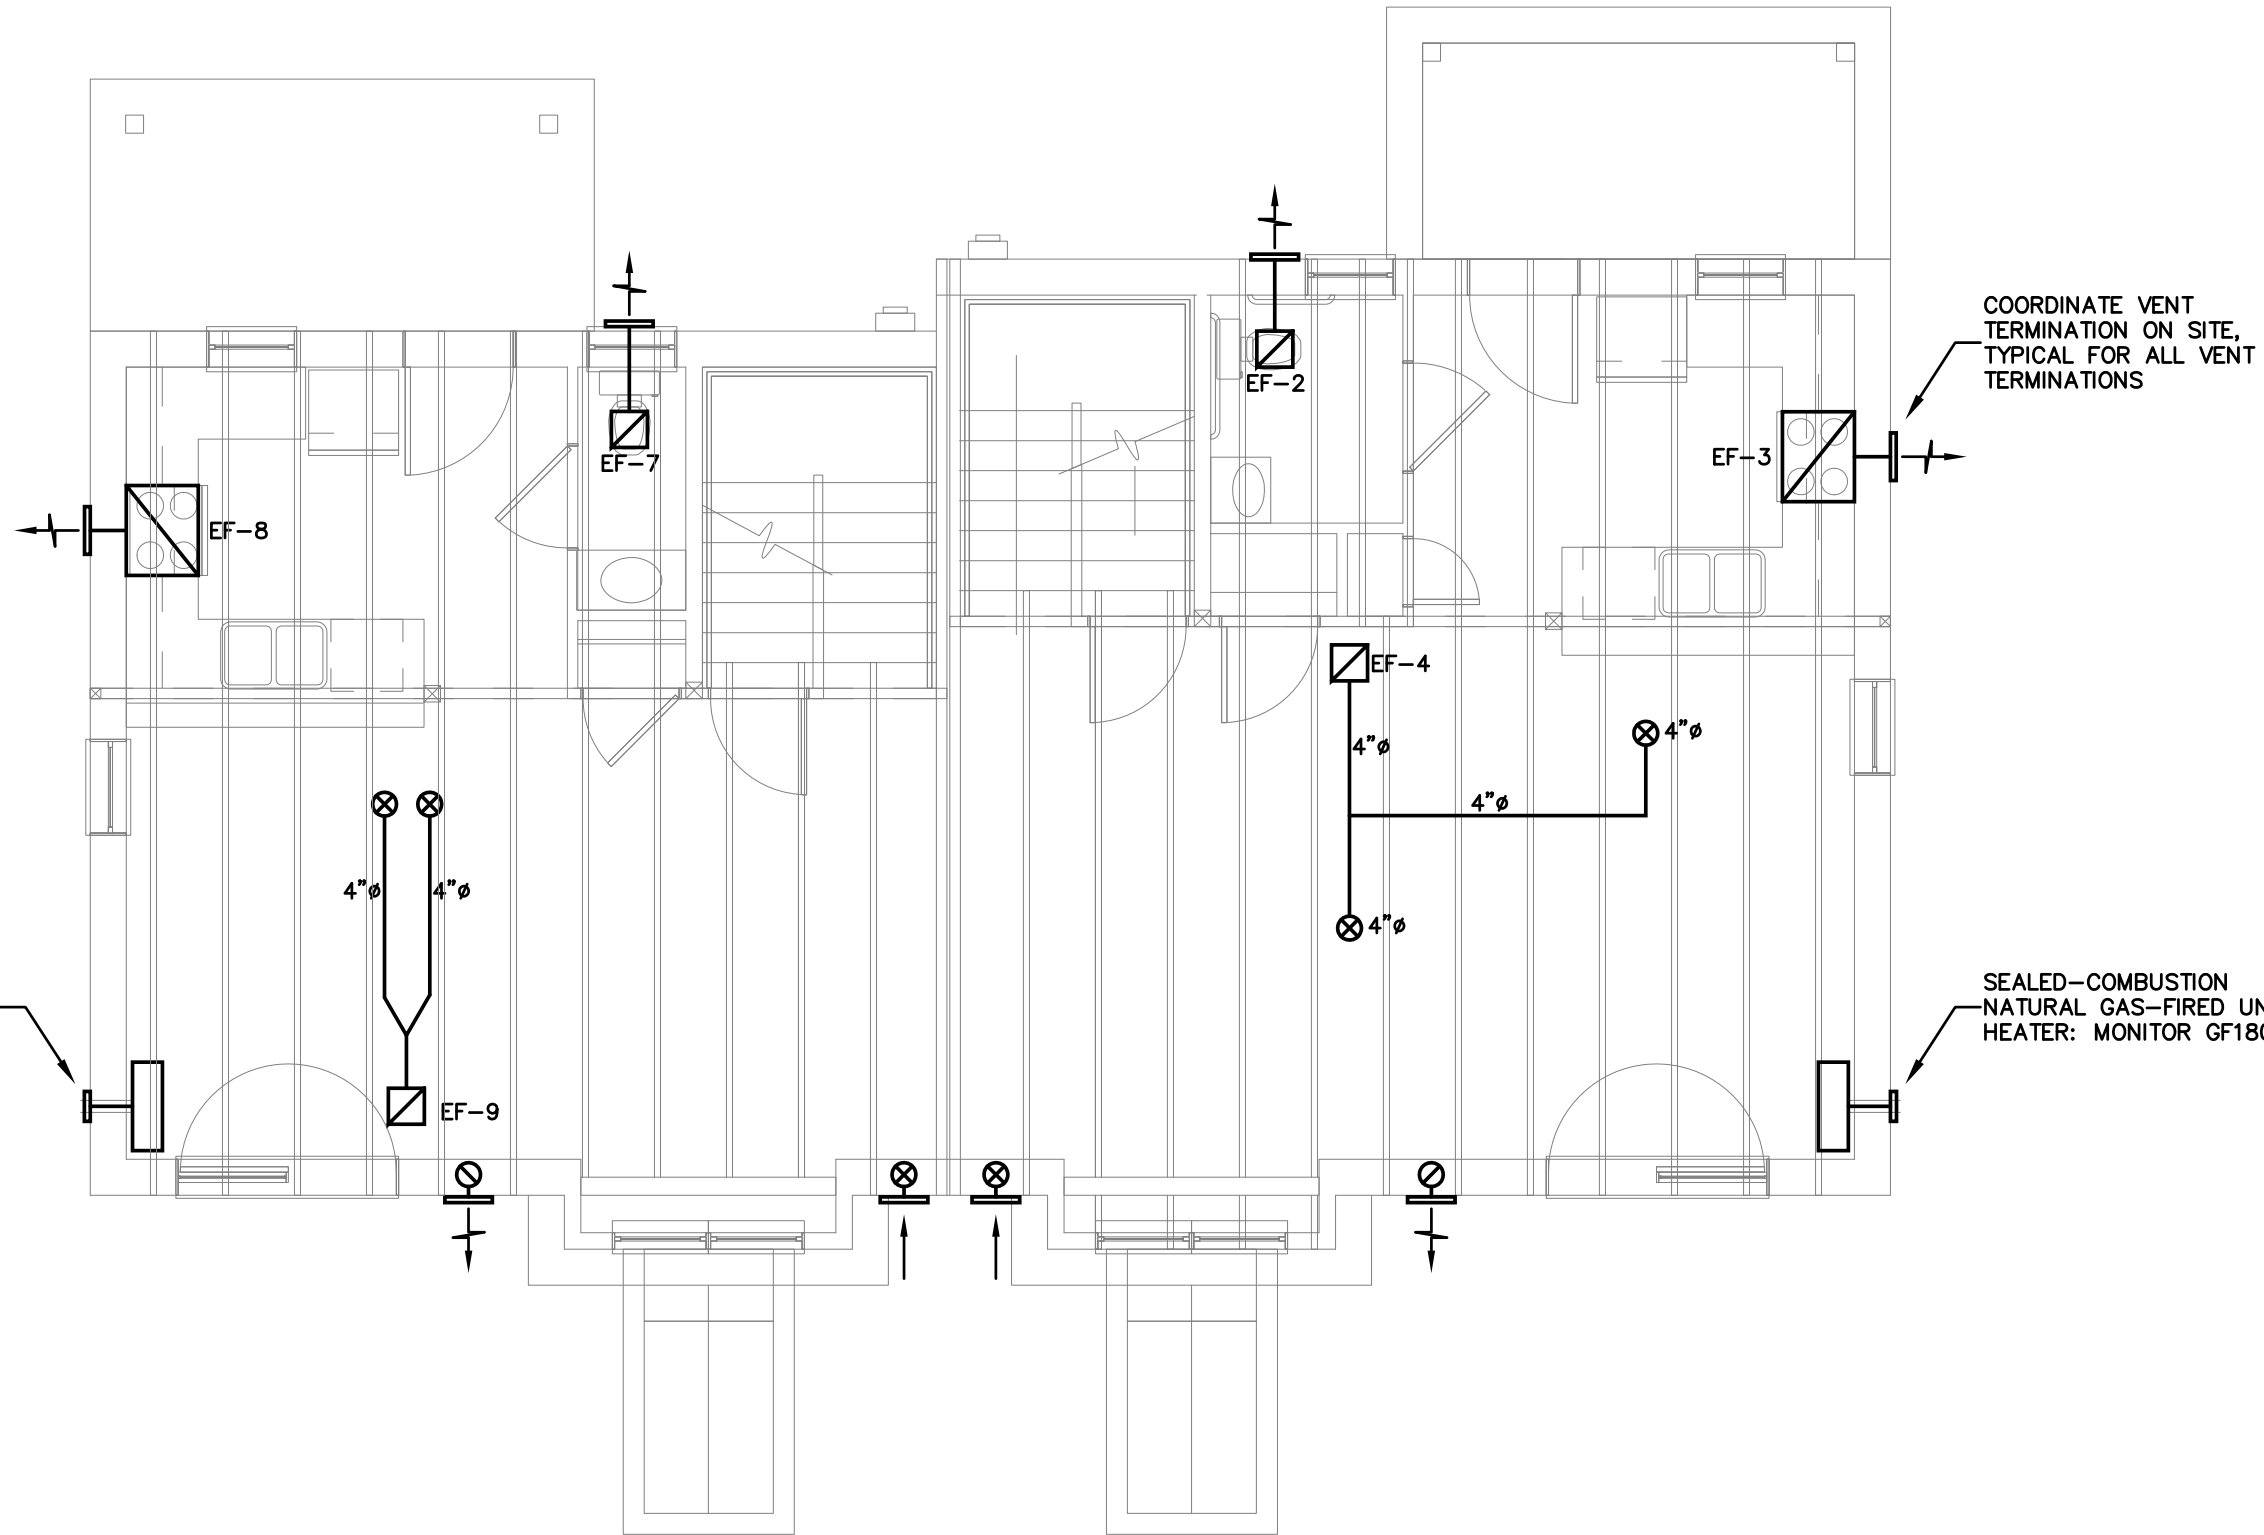 COORDINATE VENT
TERMINATION ON SITE,
TYPICAL FOR ALL VENT
TERMINATIONS
EF-2
EF-3
EF-7
EF-8
EF-4
4"ø
4"ø
4"ø
4"ø
4"ø
4"ø
SEALED-COMBUSTION
NATURAL GAS-FIRED
HEATER: MONITOR
EF-9